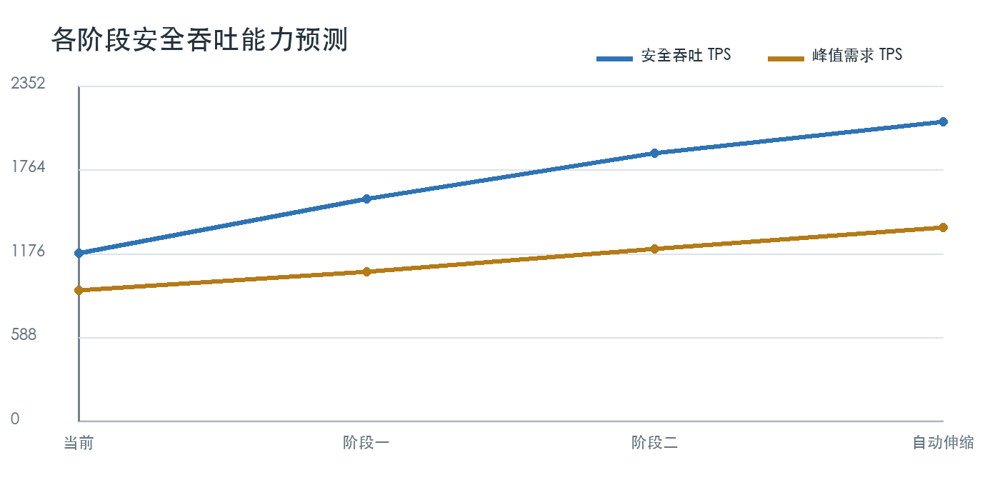 各阶段安全吞吐能力预测
安全吞吐 TPS
峰值需求 TPS
2352
1764
1176
588
0
当前
阶段一
阶段二
自动伸缩